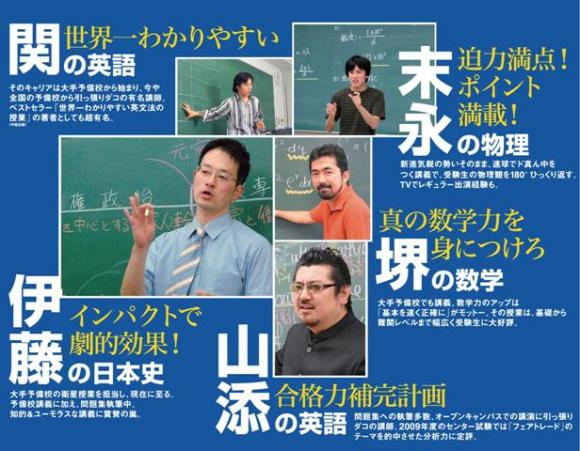 関の英語
世界一わかりやすい
そのキャリアは大手予備校から始まり、今や
全国の予備校から引っ張りダコの有名講師。
ベストセラー「世界一わかりやすい英文法の
授業」の著者としても超有名。
末永の物理
迫力満点!
ポイント
満載!
新進気鋭の勢いそのまま、速球でド真ん中を
つく講義で、受験生の物理観を180°ひっくり返す。
TVでレギュラー出演経験も。
権政治
専
を中心とする
真の数学力を
身につけろ
堺の数学
大手予備校でも講義。数学力のアップは
「基本を速く正確に」がモットー。その授業は、基礎から
難関レベルまで幅広く受験生に大好評。
伊藤の日本史
インパクトで
劇的効果!
大手予備校の衛星授業を担当し、現在に至る。
予備校講義に加え、問題集執筆中。
知的&ユーモラスな講義に賞賛の嵐。
山添の英語
合格力補完計画
問題集への執筆多数。オープンキャンパスでの講演に引っ張り
ダコの講師。2009年度のセンター試験では「フェアトレード」の
テーマを的中させた分析力に定評。